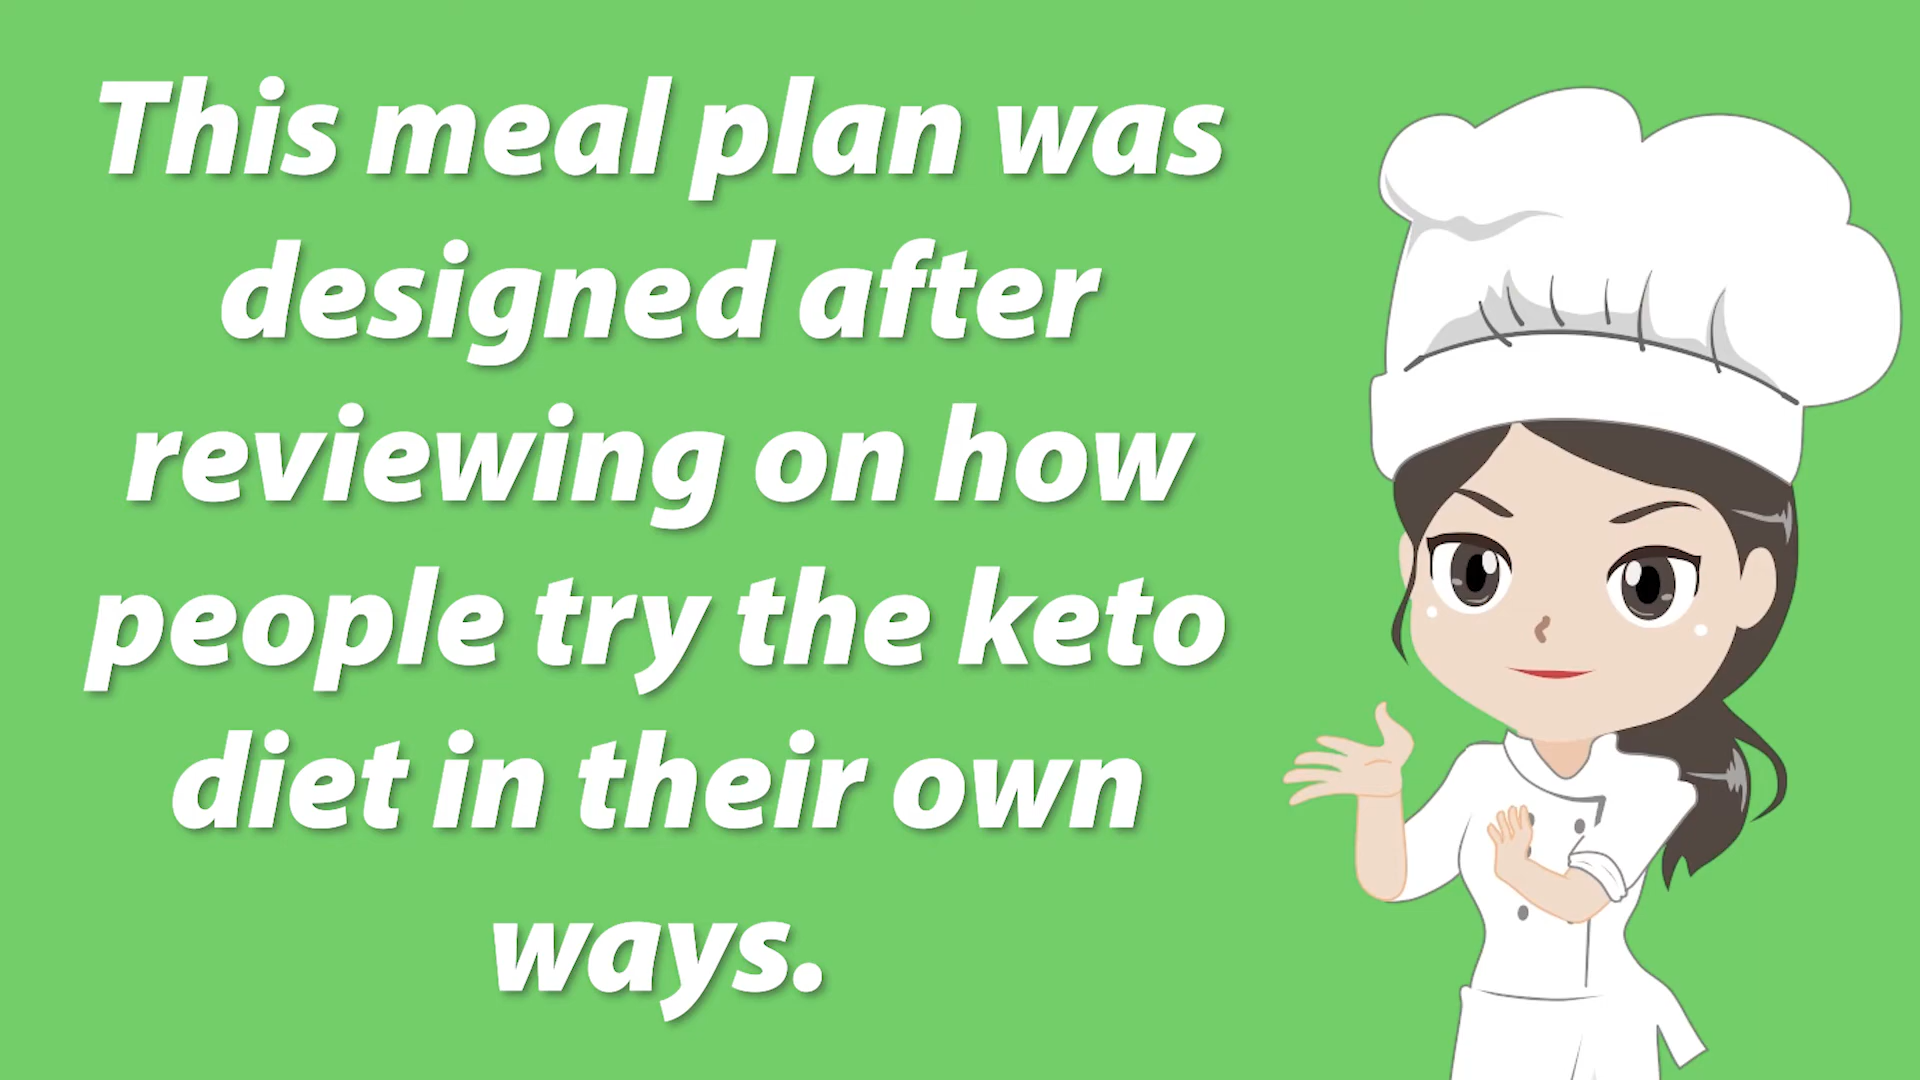 This meal plan was
designed after
reviewing on how
people try the keto
diet in their own
ways.